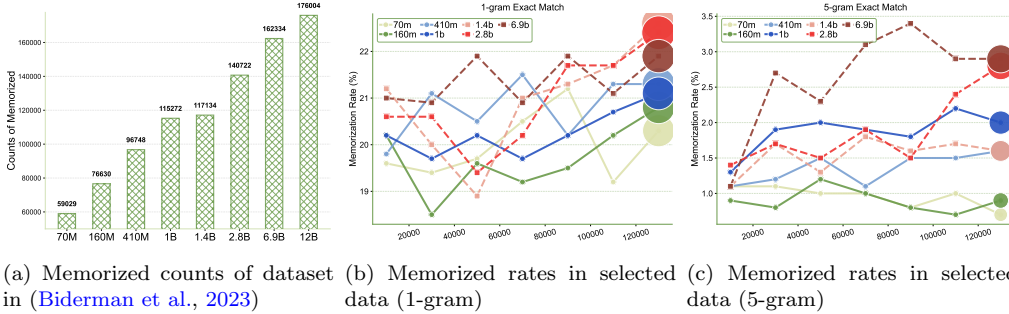 Counts of Memorized
160000
140000
120000
100000
80000
60000
59029
76630
96748
115272
117134
140722
162334
176004
70M 160M 410M 1B 1.4B 2.8B 6.9B 12B
1-gram Exact Match
70m 410m 1.4b 6.9b
160m 1b 2.8b
Memorization Rate (%)
22
21
20
19
20000 40000 60000 80000 100000 120000
5-gram Exact Match
70m 410m 1.4b 6.9b
160m 1b 2.8b
Memorization Rate (%)
3.5
3.0
2.5
2.0
1.5
1.0
20000 40000 60000 80000 100000 120000
(a) Memorized counts of dataset
in (Biderman et al., 2023)
(b) Memorized rates in selected
data (1-gram)
(c) Memorized rates in selected
data (5-gram)